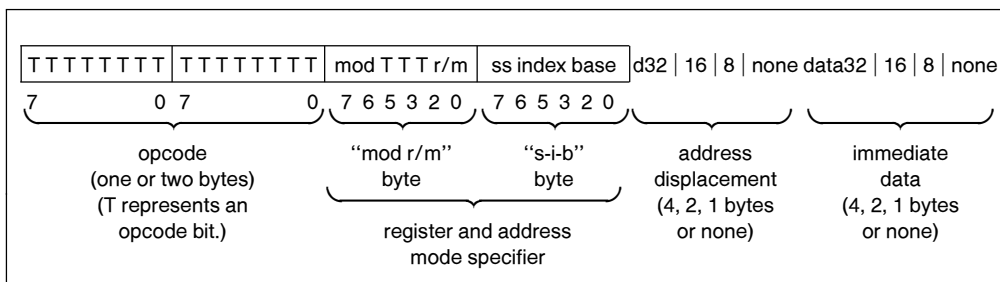 T T T T T T T T T T T T T T T T mod T T T r/m ss index base d32 | 16 | 8 | none data32 | 16 | 8 | none
7 0 7 0 7 6 5 3 2 0 7 6 5 3 2 0
opcode
(one or two bytes)
(T represents an
opcode bit.)
“mod r/m”
byte
“s-i-b”
byte
register and address
mode specifier
address
displacement
(4, 2, 1 bytes
or none)
immediate
data
(4, 2, 1 bytes
or none)